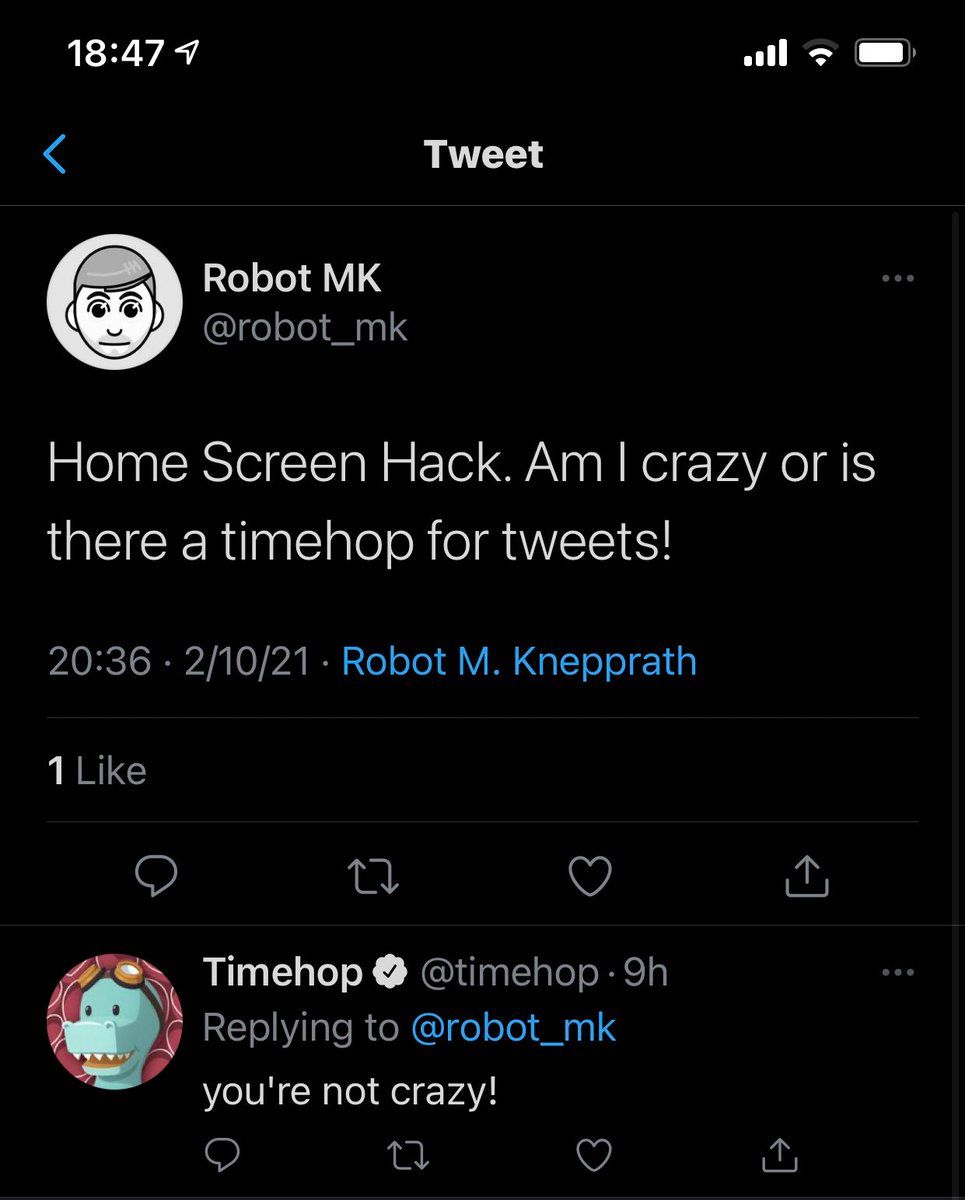 18:47
Tweet
Robot MK
@robot_mk
Home Screen Hack. Am I crazy or is
there a timehop for tweets!
20:36 · 2/10/21 · Robot M. Knepprath
1 Like
Timehop @timehop · 9h
Replying to @robot_mk
you're not crazy!